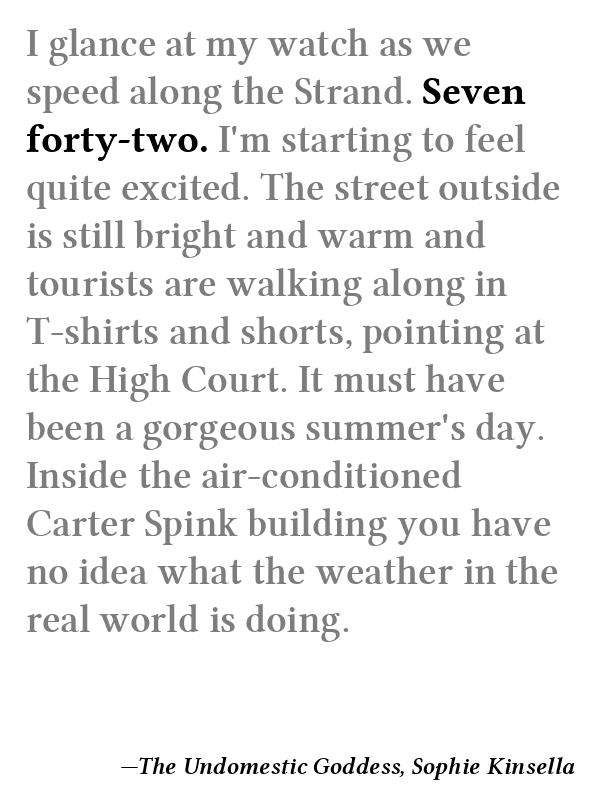 I glance at my watch as we
speed along the Strand. Seven
forty-two. I'm starting to feel
quite excited. The street outside
is still bright and warm and
tourists are walking along in
T-shirts and shorts, pointing at
the High Court. It must have
been a gorgeous summer's day.
Inside the air-conditioned
Carter Spink building you have
no idea what the weather in the
real world is doing.
—The Undomestic Goddess, Sophie Kinsella